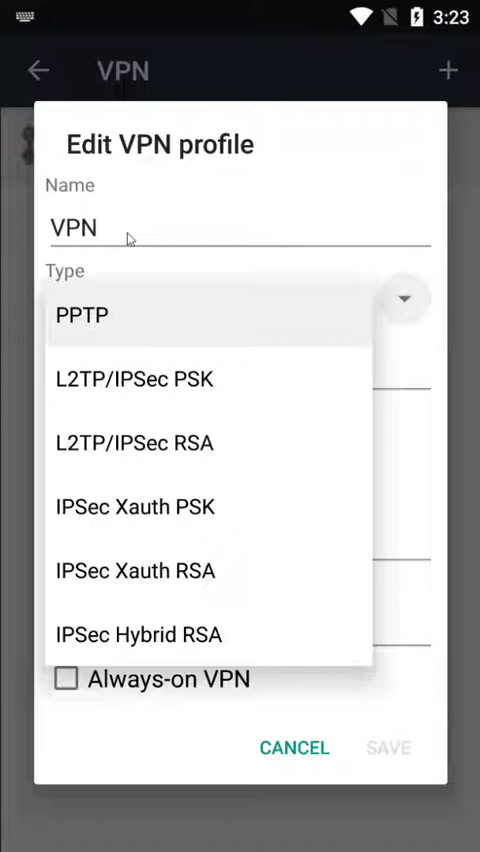 3:23
VPN
Edit VPN profile
Name
VPN
Type
PPTP
L2TP/IPSec PSK
L2TP/IPSec RSA
IPSec Xauth PSK
IPSec Xauth RSA
IPSec Hybrid RSA
Always-on VPN
CANCEL SAVE